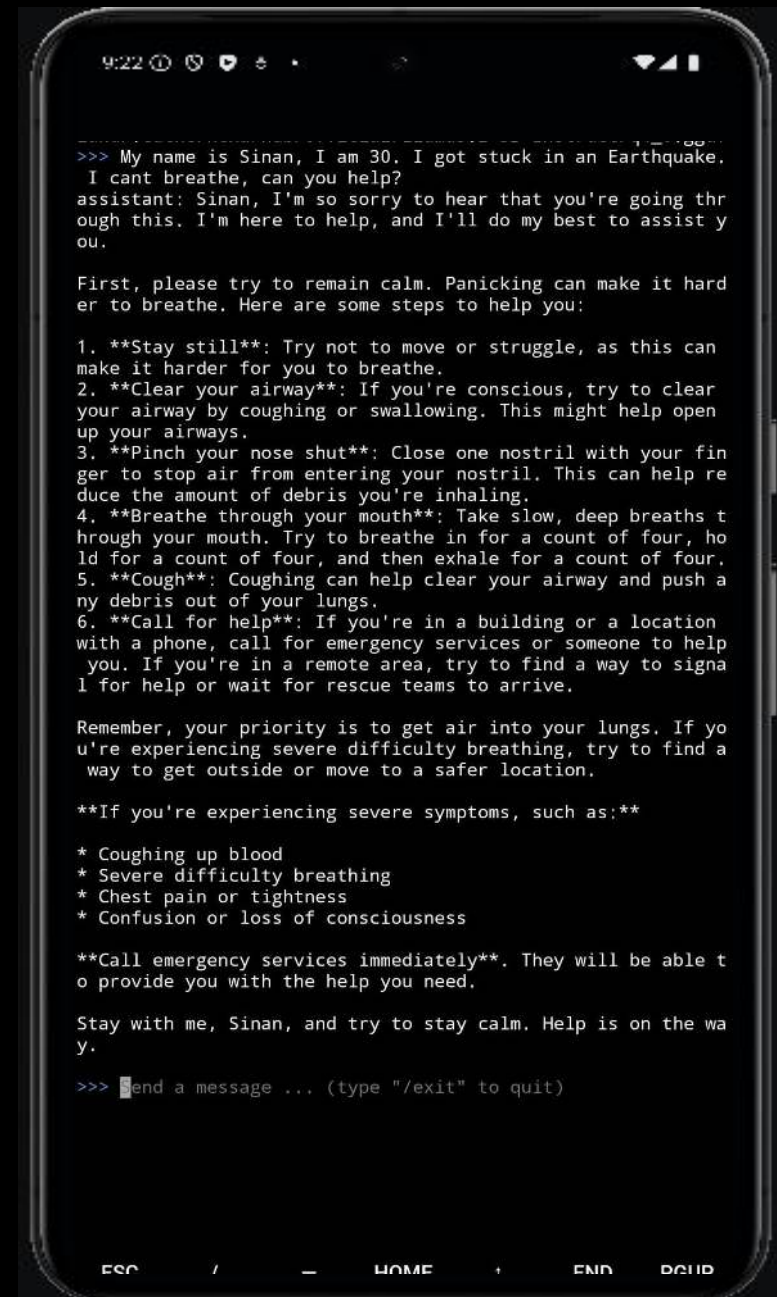 9:22
>>> My name is Sinan, I am 30. I got stuck in an Earthquake.
I cant breathe, can you help?
assistant: Sinan, I'm so sorry to hear that you're going thr
ough this. I'm here to help, and I'll do my best to assist y
ou.
First, please try to remain calm. Panicking can make it hard
er to breathe. Here are some steps to help you:
1. **Stay still**: Try not to move or struggle, as this can
make it harder for you to breathe.
2. **Clear your airway**: If you're conscious, try to clear
your airway by coughing or swallowing. This might help open
up your airways.
3. **Pinch your nose shut**: Close one nostril with your fin
ger to stop air from entering your nostril. This can help re
duce the amount of debris you're inhaling.
4. **Breathe through your mouth**: Take slow, deep breaths t
hrough your mouth. Try to breathe in for a count of four, ho
ld for a count of four, and then exhale for a count of four.
5. **Cough**: Coughing can help clear your airway and push a
ny debris out of your lungs.
6. **Call for help**: If you're in a building or a location
with a phone, call for emergency services or someone to help
you. If you're in a remote area, try to find a way to signa
l for help or wait for rescue teams to arrive.
Remember, your priority is to get air into your lungs. If yo
u're experiencing severe difficulty breathing, try to find a
way to get outside or move to a safer location.
**If you're experiencing severe symptoms, such as:**
* Coughing up blood
* Severe difficulty breathing
* Chest pain or tightness
* Confusion or loss of consciousness
**Call emergency services immediately**. They will be able t
o provide you with the help you need.
Stay with me, Sinan, and try to stay calm. Help is on the wa
y.
>>> Send a message ... (type "/exit" to quit)
ESC / — HOME ↑ END PGUP